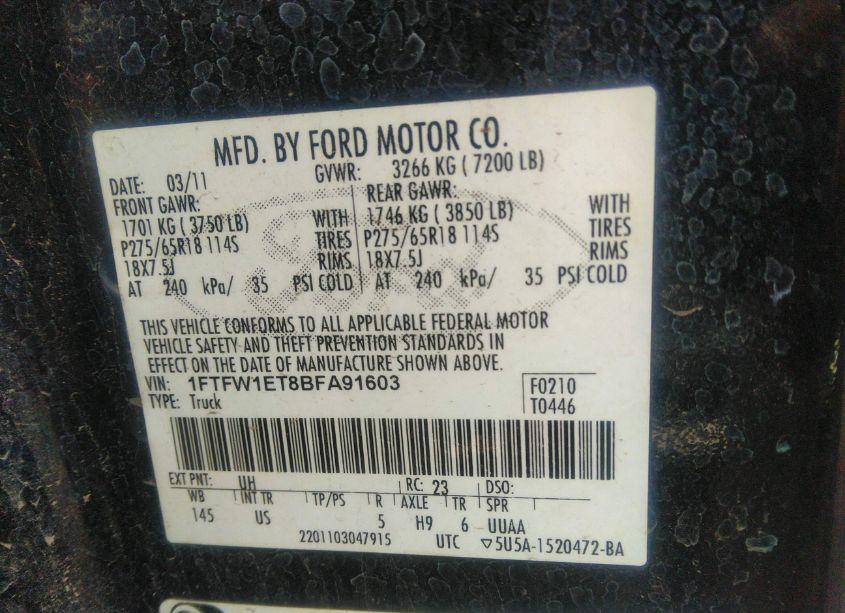 MFD. BY FORD MOTOR CO.
DATE: 03/11 GVWR: 3266 KG ( 7200 LB)
FRONT GAWR: REAR GAWR:
1701 KG ( 3750 LB) WITH 1746 KG ( 3850 LB) WITH
P275/65R18 114S TIRES P275/65R18 114S TIRES
18X7.5J RIMS 18X7.5J RIMS
AT 240 kPa/ 35 PSI COLD AT 240 kPa/ 35 PSI COLD
THIS VEHICLE CONFORMS TO ALL APPLICABLE FEDERAL MOTOR
VEHICLE SAFETY AND THEFT PREVENTION STANDARDS IN
EFFECT ON THE DATE OF MANUFACTURE SHOWN ABOVE.
VIN: 1FTFW1ET8BFA91603 F0210
TYPE: Truck T0446
EXT PNT: UH RC: 23 DSO:
WB INT TR TP/PS R AXLE TR SPR
145 US 5 H9 6 UUAA
2201103047915 UTC ▽5U5A-1520472-BA